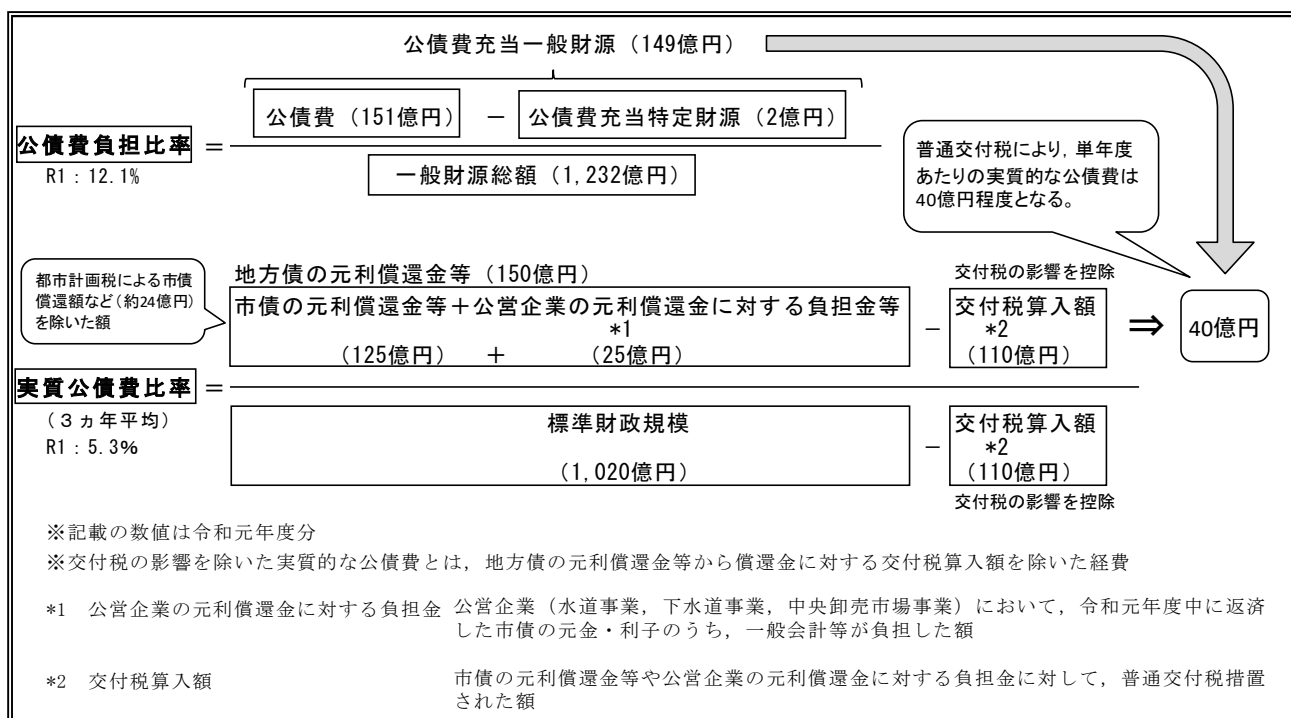 公債費充当一般財源（149億円）
公債費（151億円） － 公債費充当特定財源（2億円）
公債費負担比率 ＝
R1：12.1%
一般財源総額（1,232億円）
普通交付税により，単年度
あたりの実質的な公債費は
40億円程度となる。
都市計画税による市債
償還額など（約24億円）
を除いた額
地方債の元利償還金等（150億円）
市債の元利償還金等＋公営企業の元利償還金に対する負担金等
*1
（125億円） ＋ （25億円）
－
交付税の影響を控除
交付税算入額
*2
（110億円）
⇒
40億円
実質公債費比率 ＝
（３ヵ年平均）
R1：5.3%
標準財政規模
（1,020億円）
－
交付税算入額
*2
（110億円）
交付税の影響を控除
※記載の数値は令和元年度分
※交付税の影響を除いた実質的な公債費とは，地方債の元利償還金等から償還金に対する交付税算入額を除いた経費
*1 公営企業の元利償還金に対する負担金 公営企業（水道事業，下水道事業，中央卸売市場事業）において，令和元年度中に返済
した市債の元金・利子のうち，一般会計等が負担した額
*2 交付税算入額 市債の元利償還金等や公営企業の元利償還金に対する負担金に対して，普通交付税措置
された額